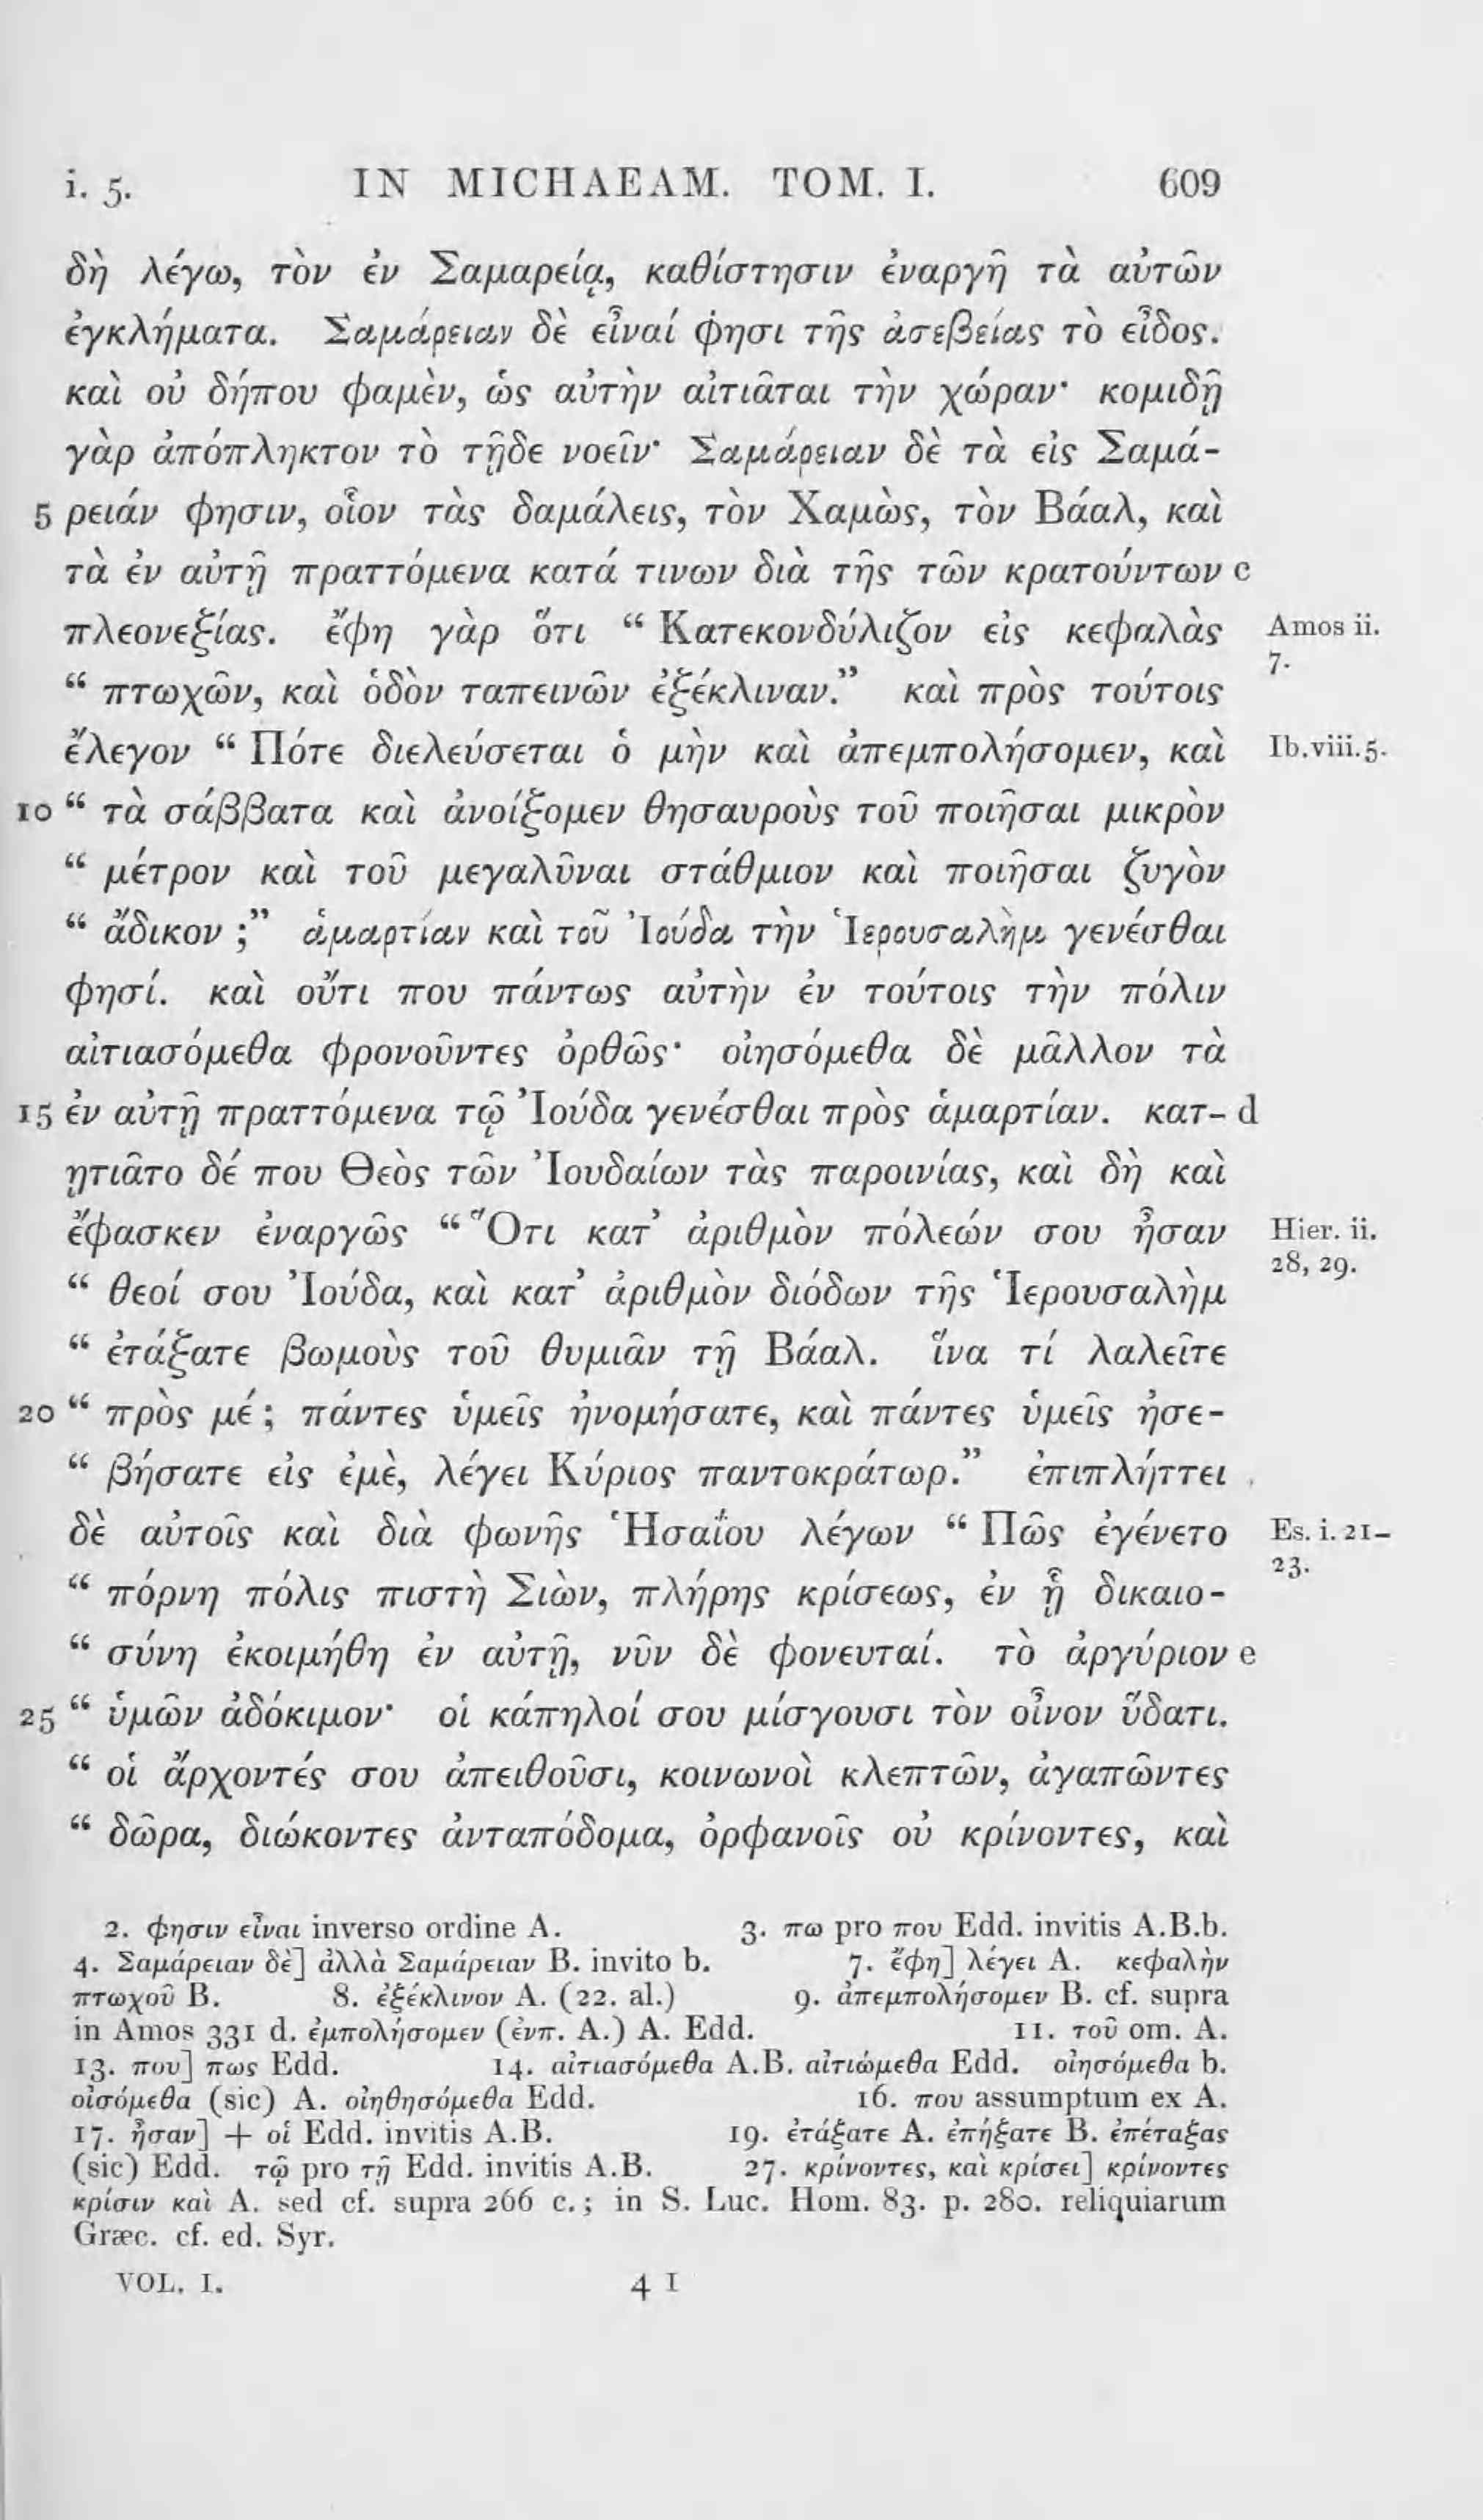 i. 5. IN MICHAEAM. TOM. I. 609
δὴ λέγω, τὸν ἐν Σαμαρείᾳ, καθίστησιν ἐναργῆ τὰ αὐτῶν
ἐγκλήματα. Σαμάρειαν δὲ εἶναί φησι τῆς ἀσεβείας τὸ εἶδος.
καὶ οὐ δήπου φαμὲν, ὡς αὐτὴν αἰτιᾶται τὴν χώραν· κομιδῇ
γὰρ ἀπόπληκτον τὸ τῇδε νοεῖν· Σαμάρειαν δὲ τὰ εἰς Σαμά-
5 ρειάν φησιν, οἷον τὰς δαμάλεις, τὸν Χαμὼς, τὸν Βάαλ, καὶ
τὰ ἐν αὐτῇ πραττόμενα κατά τινων διὰ τῆς τῶν κρατούντων c
πλεονεξίας. ἔφη γὰρ ὅτι “ Κατεκονδύλιζον εἰς κεφαλὰς Amos ii.
7.
“ πτωχῶν, καὶ ὁδὸν ταπεινῶν ἐξέκλιναν.” καὶ πρὸς τούτοις
ἔλεγον “ Πότε διελεύσεται ὁ μὴν καὶ ἀπεμπολήσομεν, καὶ Ib.viii.5.
10 “ τὰ σάββατα καὶ ἀνοίξομεν θησαυροὺς τοῦ ποιῆσαι μικρὸν
“ μέτρον καὶ τοῦ μεγαλῦναι στάθμιον καὶ ποιῆσαι ζυγὸν
“ ἄδικον ;” ἁμαρτίαν καὶ τοῦ Ἰούδα τὴν Ἱερουσαλὴμ γενέσθαι
φησί. καὶ οὔτι που πάντως αὐτὴν ἐν τούτοις τὴν πόλιν
αἰτιασόμεθα φρονοῦντες ὀρθῶς· οἰησόμεθα δὲ μᾶλλον τὰ
15 ἐν αὐτῇ πραττόμενα τῷ Ἰούδα γενέσθαι πρὸς ἁμαρτίαν. κατ- d
ῃτιᾶτο δέ που Θεὸς τῶν Ἰουδαίων τὰς παροινίας, καὶ δὴ καὶ
ἔφασκεν ἐναργῶς “ Ὅτι κατ’ ἀριθμὸν πόλεών σου ἦσαν Hier. ii.
28, 29.
“ θεοί σου Ἰούδα, καὶ κατ’ ἀριθμὸν διόδων τῆς Ἱερουσαλὴμ
“ ἐτάξατε βωμοὺς τοῦ θυμιᾶν τῇ Βάαλ. ἵνα τί λαλεῖτε
20 “ πρὸς μέ ; πάντες ὑμεῖς ἠνομήσατε, καὶ πάντες ὑμεῖς ἠσε-
“ βήσατε εἰς ἐμὲ, λέγει Κύριος παντοκράτωρ.” ἐπιπλήττει
δὲ αὐτοῖς καὶ διὰ φωνῆς Ἡσαΐου λέγων “ Πῶς ἐγένετο Es. i. 21–
23.
“ πόρνη πόλις πιστὴ Σιὼν, πλήρης κρίσεως, ἐν ᾗ δικαιο-
“ σύνη ἐκοιμήθη ἐν αὐτῇ, νῦν δὲ φονευταί. τὸ ἀργύριον e
25 “ ὑμῶν ἀδόκιμον· οἱ κάπηλοί σου μίσγουσι τὸν οἶνον ὕδατι.
“ οἱ ἄρχοντές σου ἀπειθοῦσι, κοινωνοὶ κλεπτῶν, ἀγαπῶντες
“ δῶρα, διώκοντες ἀνταπόδομα, ὀρφανοῖς οὐ κρίνοντες, καὶ
2. φησιν εἶναι inverso ordine A. 3. πω pro που Edd. invitis A.B.b.
4. Σαμάρειαν δὲ] ἀλλὰ Σαμάρειαν B. invito b. 7. ἔφη] λέγει A. κεφαλὴν
πτωχοῦ B. 8. ἐξέκλινον A. (22. al.) 9. ἀπεμπολήσομεν B. cf. supra
in Amos 331 d. ἐμπολήσομεν (ἐνπ. A.) A. Edd. 11. τοῦ om. A.
13. που] πως Edd. 14. αἰτιασόμεθα A.B. αἰτιώμεθα Edd. οἰησόμεθα b.
οἰσόμεθα (sic) A. οἰηθησόμεθα Edd. 16. που assumptum ex A.
17. ἦσαν] + οἱ Edd. invitis A.B. 19. ἐτάξατε A. ἐπήξατε B. ἐπέταξας
(sic) Edd. τῷ pro τῇ Edd. invitis A.B. 27. κρίνοντες, καὶ κρίσει] κρίνοντες
κρίσιν καὶ A. sed cf. supra 266 c.; in S. Luc. Hom. 83. p. 280. reliquiarum
Græc. cf. ed. Syr.
VOL. I. 4 I